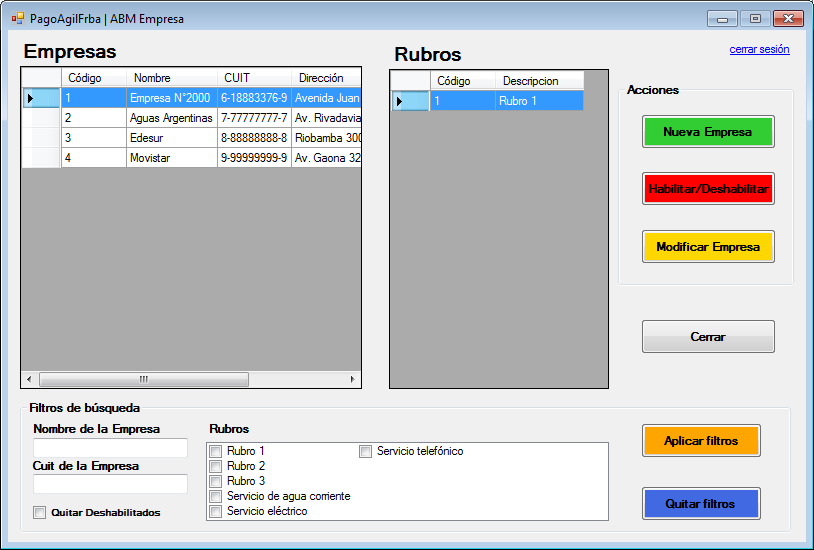 PagoAgilFrba | ABM Empresa
cerrar sesión
Empresas
Código Nombre CUIT Dirección
1 Empresa N°2000 6-18883376-9 Avenida Juan
2 Aguas Argentinas 7-77777777-7 Av. Rivadavia
3 Edesur 8-88888888-8 Riobamba 300
4 Movistar 9-99999999-9 Av. Gaona 32
Rubros
Código Descripcion
1 Rubro 1
Acciones
Nueva Empresa
Habilitar/Deshabilitar
Modificar Empresa
Cerrar
Filtros de búsqueda
Nombre de la Empresa
Cuit de la Empresa
Quitar Deshabilitados
Rubros
Rubro 1 Servicio telefónico
Rubro 2
Rubro 3
Servicio de agua corriente
Servicio eléctrico
Aplicar filtros
Quitar filtros